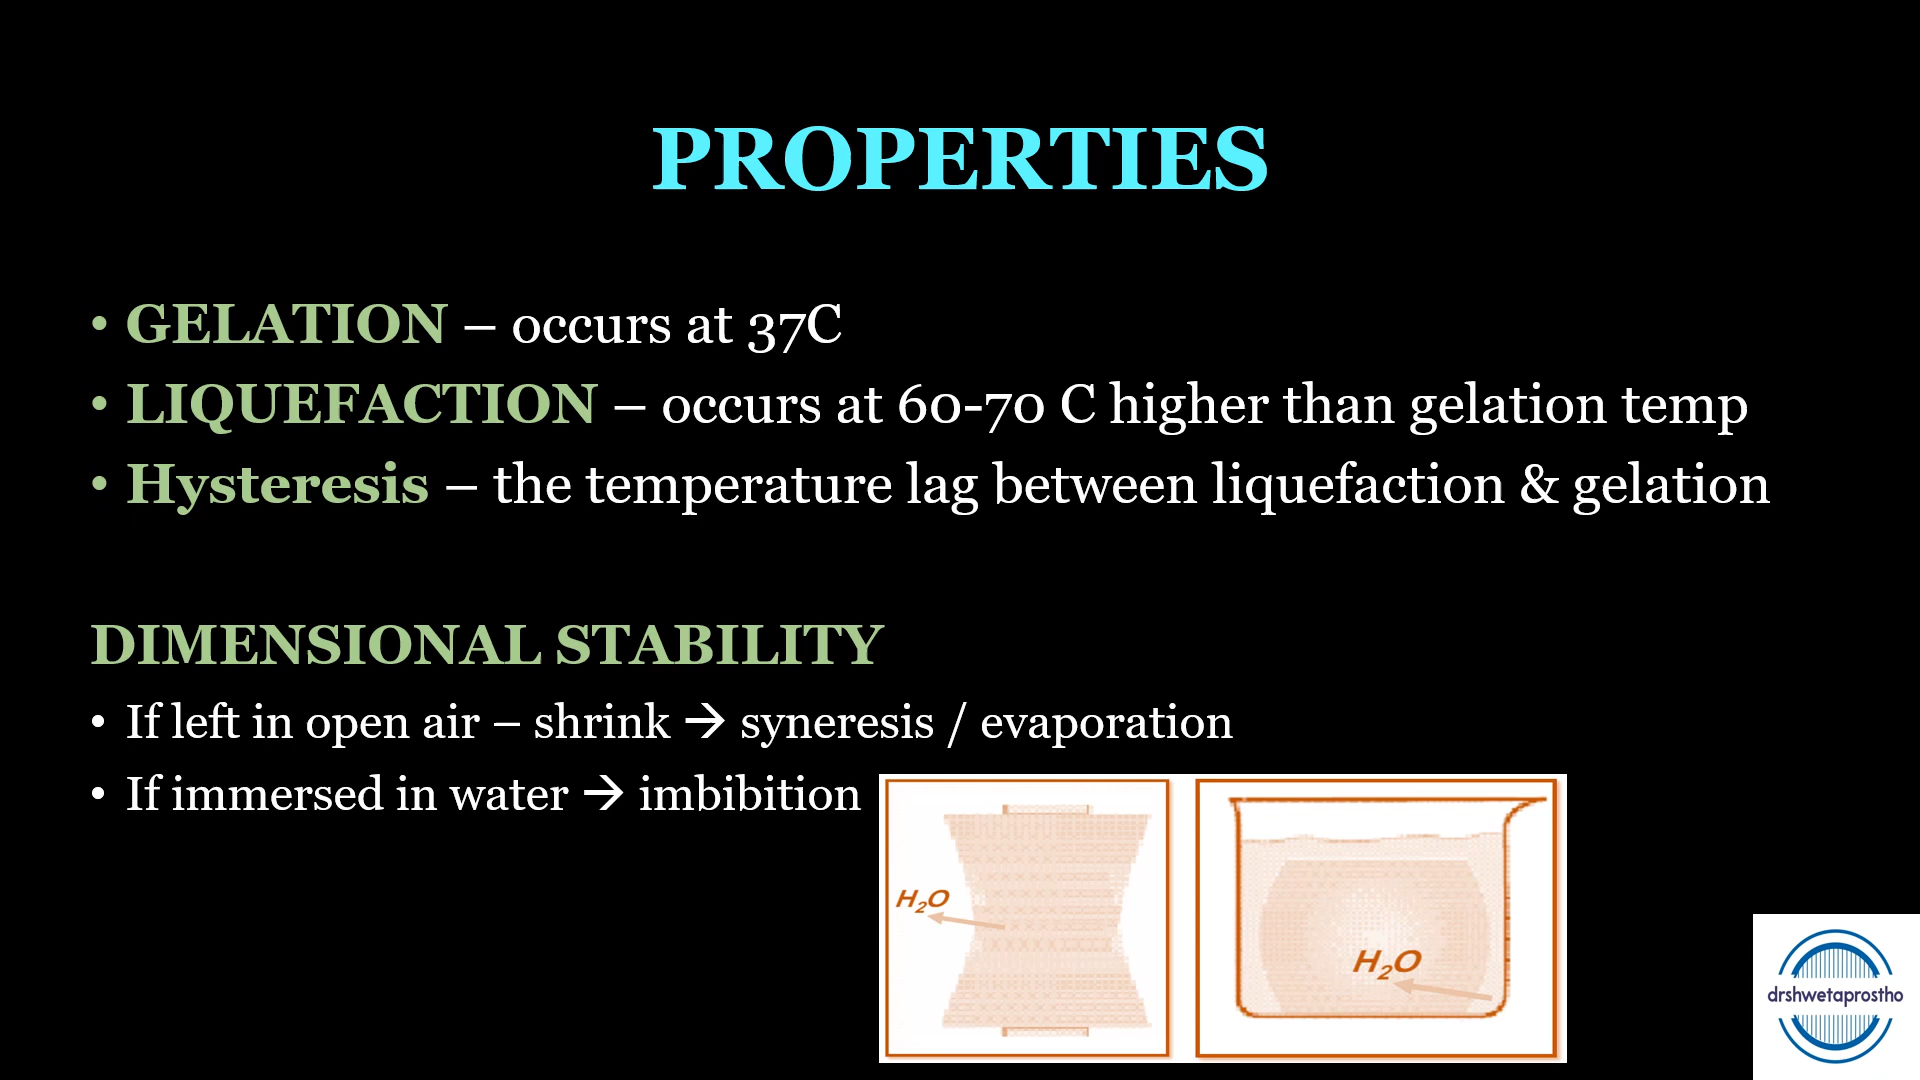 PROPERTIES
• GELATION – occurs at 37C
• LIQUEFACTION – occurs at 60-70 C higher than gelation temp
• Hysteresis – the temperature lag between liquefaction & gelation
DIMENSIONAL STABILITY
• If left in open air – shrink → syneresis / evaporation
• If immersed in water → imbibition
H₂O
H₂O
drshwetaprostho